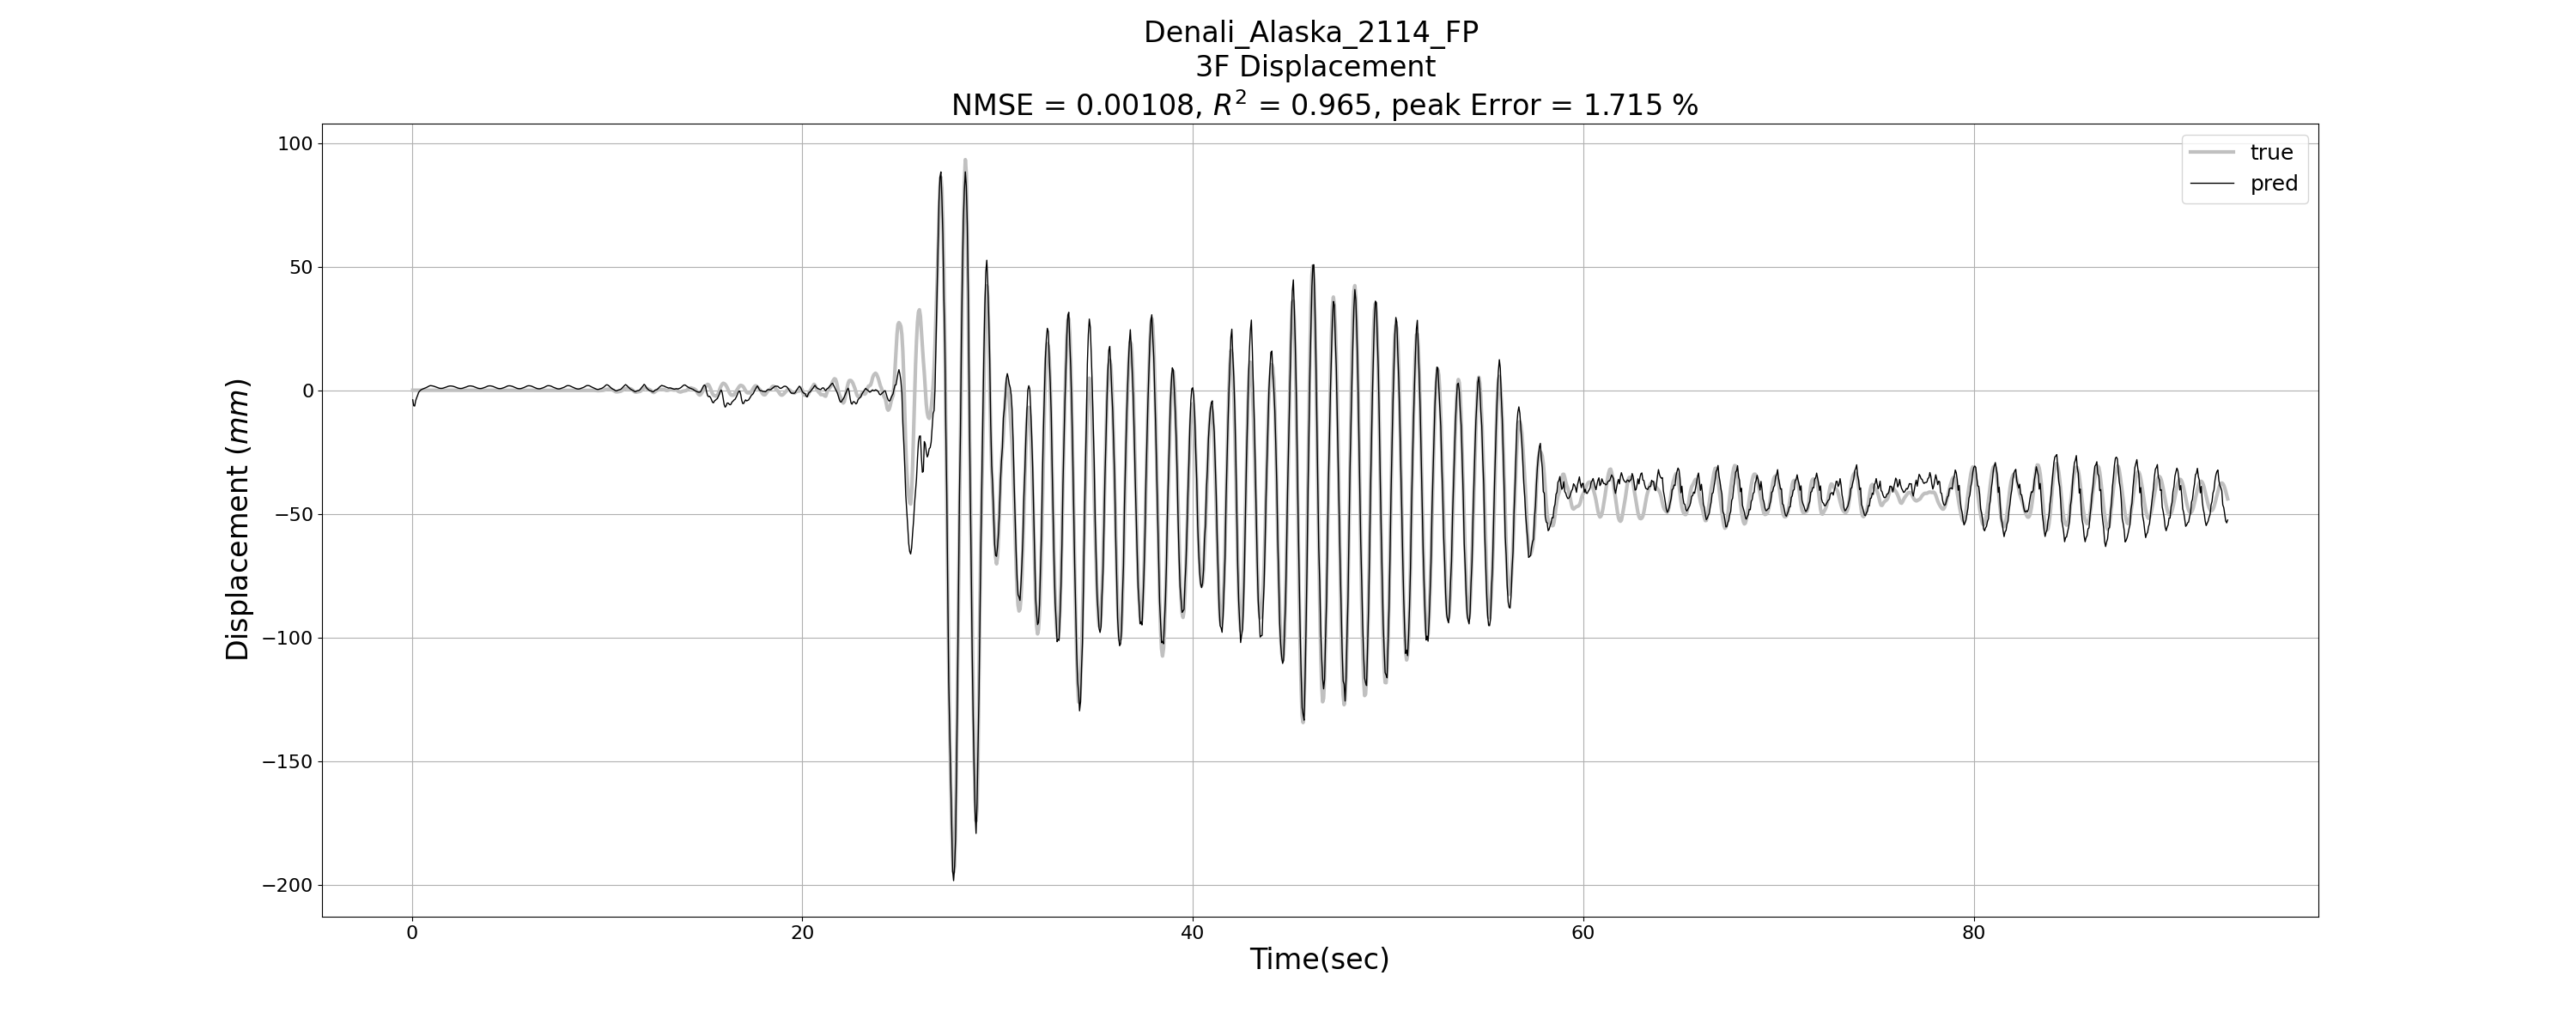 Denali_Alaska_2114_FP
3F Displacement
NMSE = 0.00108, R² = 0.965, peak Error = 1.715 %
true
pred
Displacement (mm)
100
50
0
−50
−100
−150
−200
0 20 40 60 80
Time(sec)